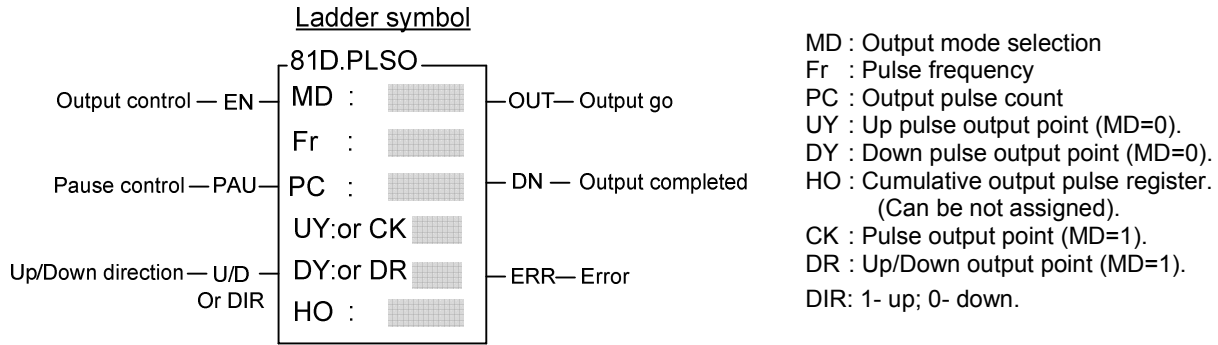 Ladder symbol
81D.PLSO
Output control EN MD : OUT Output go
Fr :
Pause control PAU PC : DN Output completed
UY:or CK
Up/Down direction U/D DY:or DR ERR Error
Or DIR
HO :
MD : Output mode selection
Fr : Pulse frequency
PC : Output pulse count
UY : Up pulse output point (MD=0).
DY : Down pulse output point (MD=0).
HO : Cumulative output pulse register.
(Can be not assigned).
CK : Pulse output point (MD=1).
DR : Up/Down output point (MD=1).
DIR: 1- up; 0- down.